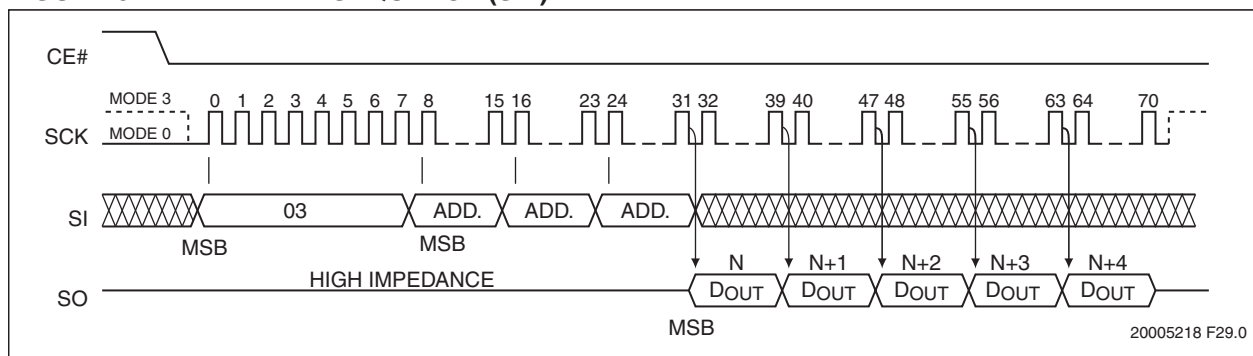 CE#
MODE 3
0 1 2 3 4 5 6 7 8 15 16 23 24 31 32 39 40 47 48 55 56 63 64 70
SCK
MODE 0
SI
03
ADD.
ADD.
ADD.
MSB
MSB
HIGH IMPEDANCE
N
N+1
N+2
N+3
N+4
SO
DOUT
DOUT
DOUT
DOUT
DOUT
MSB
20005218 F29.0